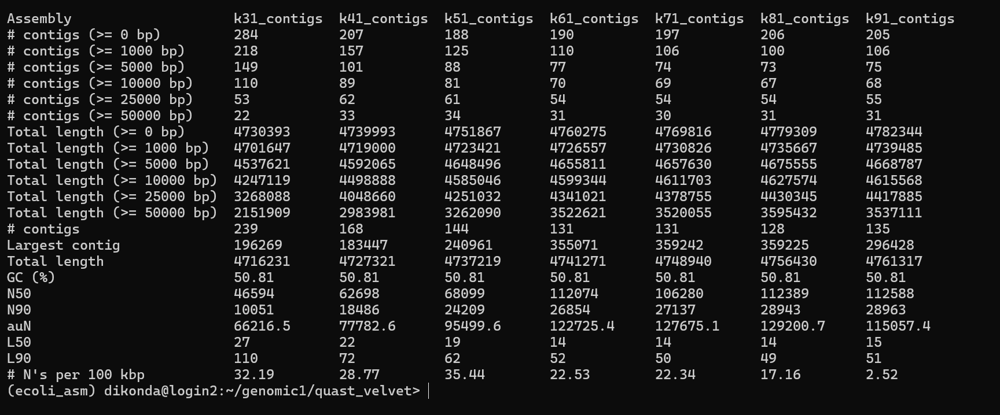 Assembly                    k31_contigs  k41_contigs  k51_contigs  k61_contigs  k71_contigs  k81_contigs  k91_contigs
# contigs (>= 0 bp)         284          207          188          190          197          206          205
# contigs (>= 1000 bp)      218          157          125          110          106          100          106
# contigs (>= 5000 bp)      149          101          88           77           74           73           75
# contigs (>= 10000 bp)     110          89           81           70           69           67           68
# contigs (>= 25000 bp)     53           62           61           54           54           54           55
# contigs (>= 50000 bp)     22           33           34           31           30           31           31
Total length (>= 0 bp)      4730393      4739993      4751867      4760275      4769816      4779309      4782344
Total length (>= 1000 bp)   4701647      4719000      4723421      4726557      4730826      4735667      4739485
Total length (>= 5000 bp)   4537621      4592065      4648496      4655811      4657630      4675555      4668787
Total length (>= 10000 bp)  4247119      4498888      4585046      4599344      4611703      4627574      4615568
Total length (>= 25000 bp)  3268088      4048660      4251032      4341021      4378755      4430345      4417885
Total length (>= 50000 bp)  2151909      2983981      3262090      3522621      3520055      3595432      3537111
# contigs                   239          168          144          131          131          128          135
Largest contig              196269       183447       240961       355071       359242       359225       296428
Total length                4716231      4727321      4737219      4741271      4748940      4756430      4761317
GC (%)                      50.81        50.81        50.81        50.81        50.81        50.81        50.81
N50                         46594        62698        68099        112074       106280       112389       112588
N90                         10051        18486        24209        26854        27137        28943        28963
auN                         66216.5      77782.6      95499.6      122725.4     127675.1     129200.7     115057.4
L50                         27           22           19           14           14           14           15
L90                         110          72           62           52           50           49           51
# N's per 100 kbp           32.19        28.77        35.44        22.53        22.34        17.16        2.52
(ecoli_asm) dikonda@login2:~/genomic1/quast_velvet>